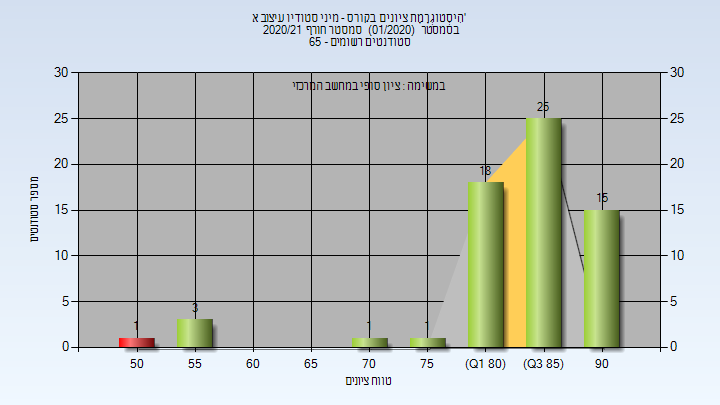 היסטוגרמת ציונים בקורס - מיני סטודיו עיצוב א'
בסמסטר (01/2020) סמסטר חורף 2020/21
סטודנטים רשומים - 65
במשימה : ציון סופי במחשב המרכזי
מספר סטודנטים
30 25 20 15 10 5 0
30 25 20 15 10 5 0
1 3 1 1 18 25 15
50 55 60 65 70 75 (Q1 80) (Q3 85) 90
טווח ציונים